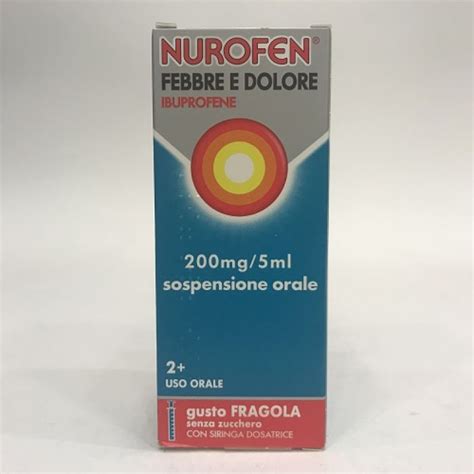 NUROFEN®
FEBBRE E DOLORE
IBUPROFENE
200mg/5ml
sospensione orale
2+
USO ORALE
gusto FRAGOLA
senza zucchero
CON SIRINGA DOSATRICE